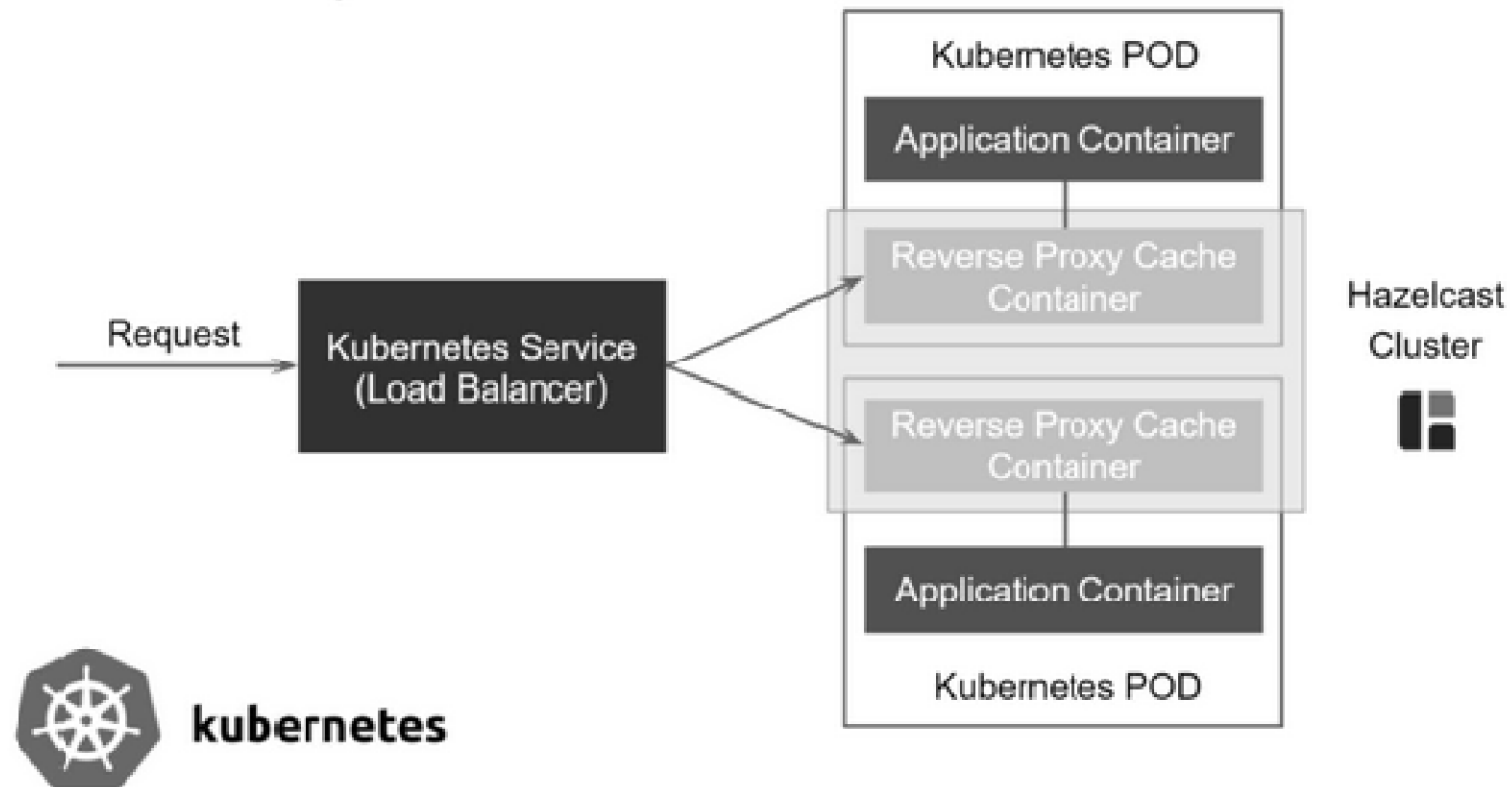 Kubernetes POD
Application Container
Reverse Proxy Cache
Container
Request
Kubernetes Service
(Load Balancer)
Hazelcast
Cluster
Reverse Proxy Cache
Container
Application Container
Kubernetes POD
kubernetes